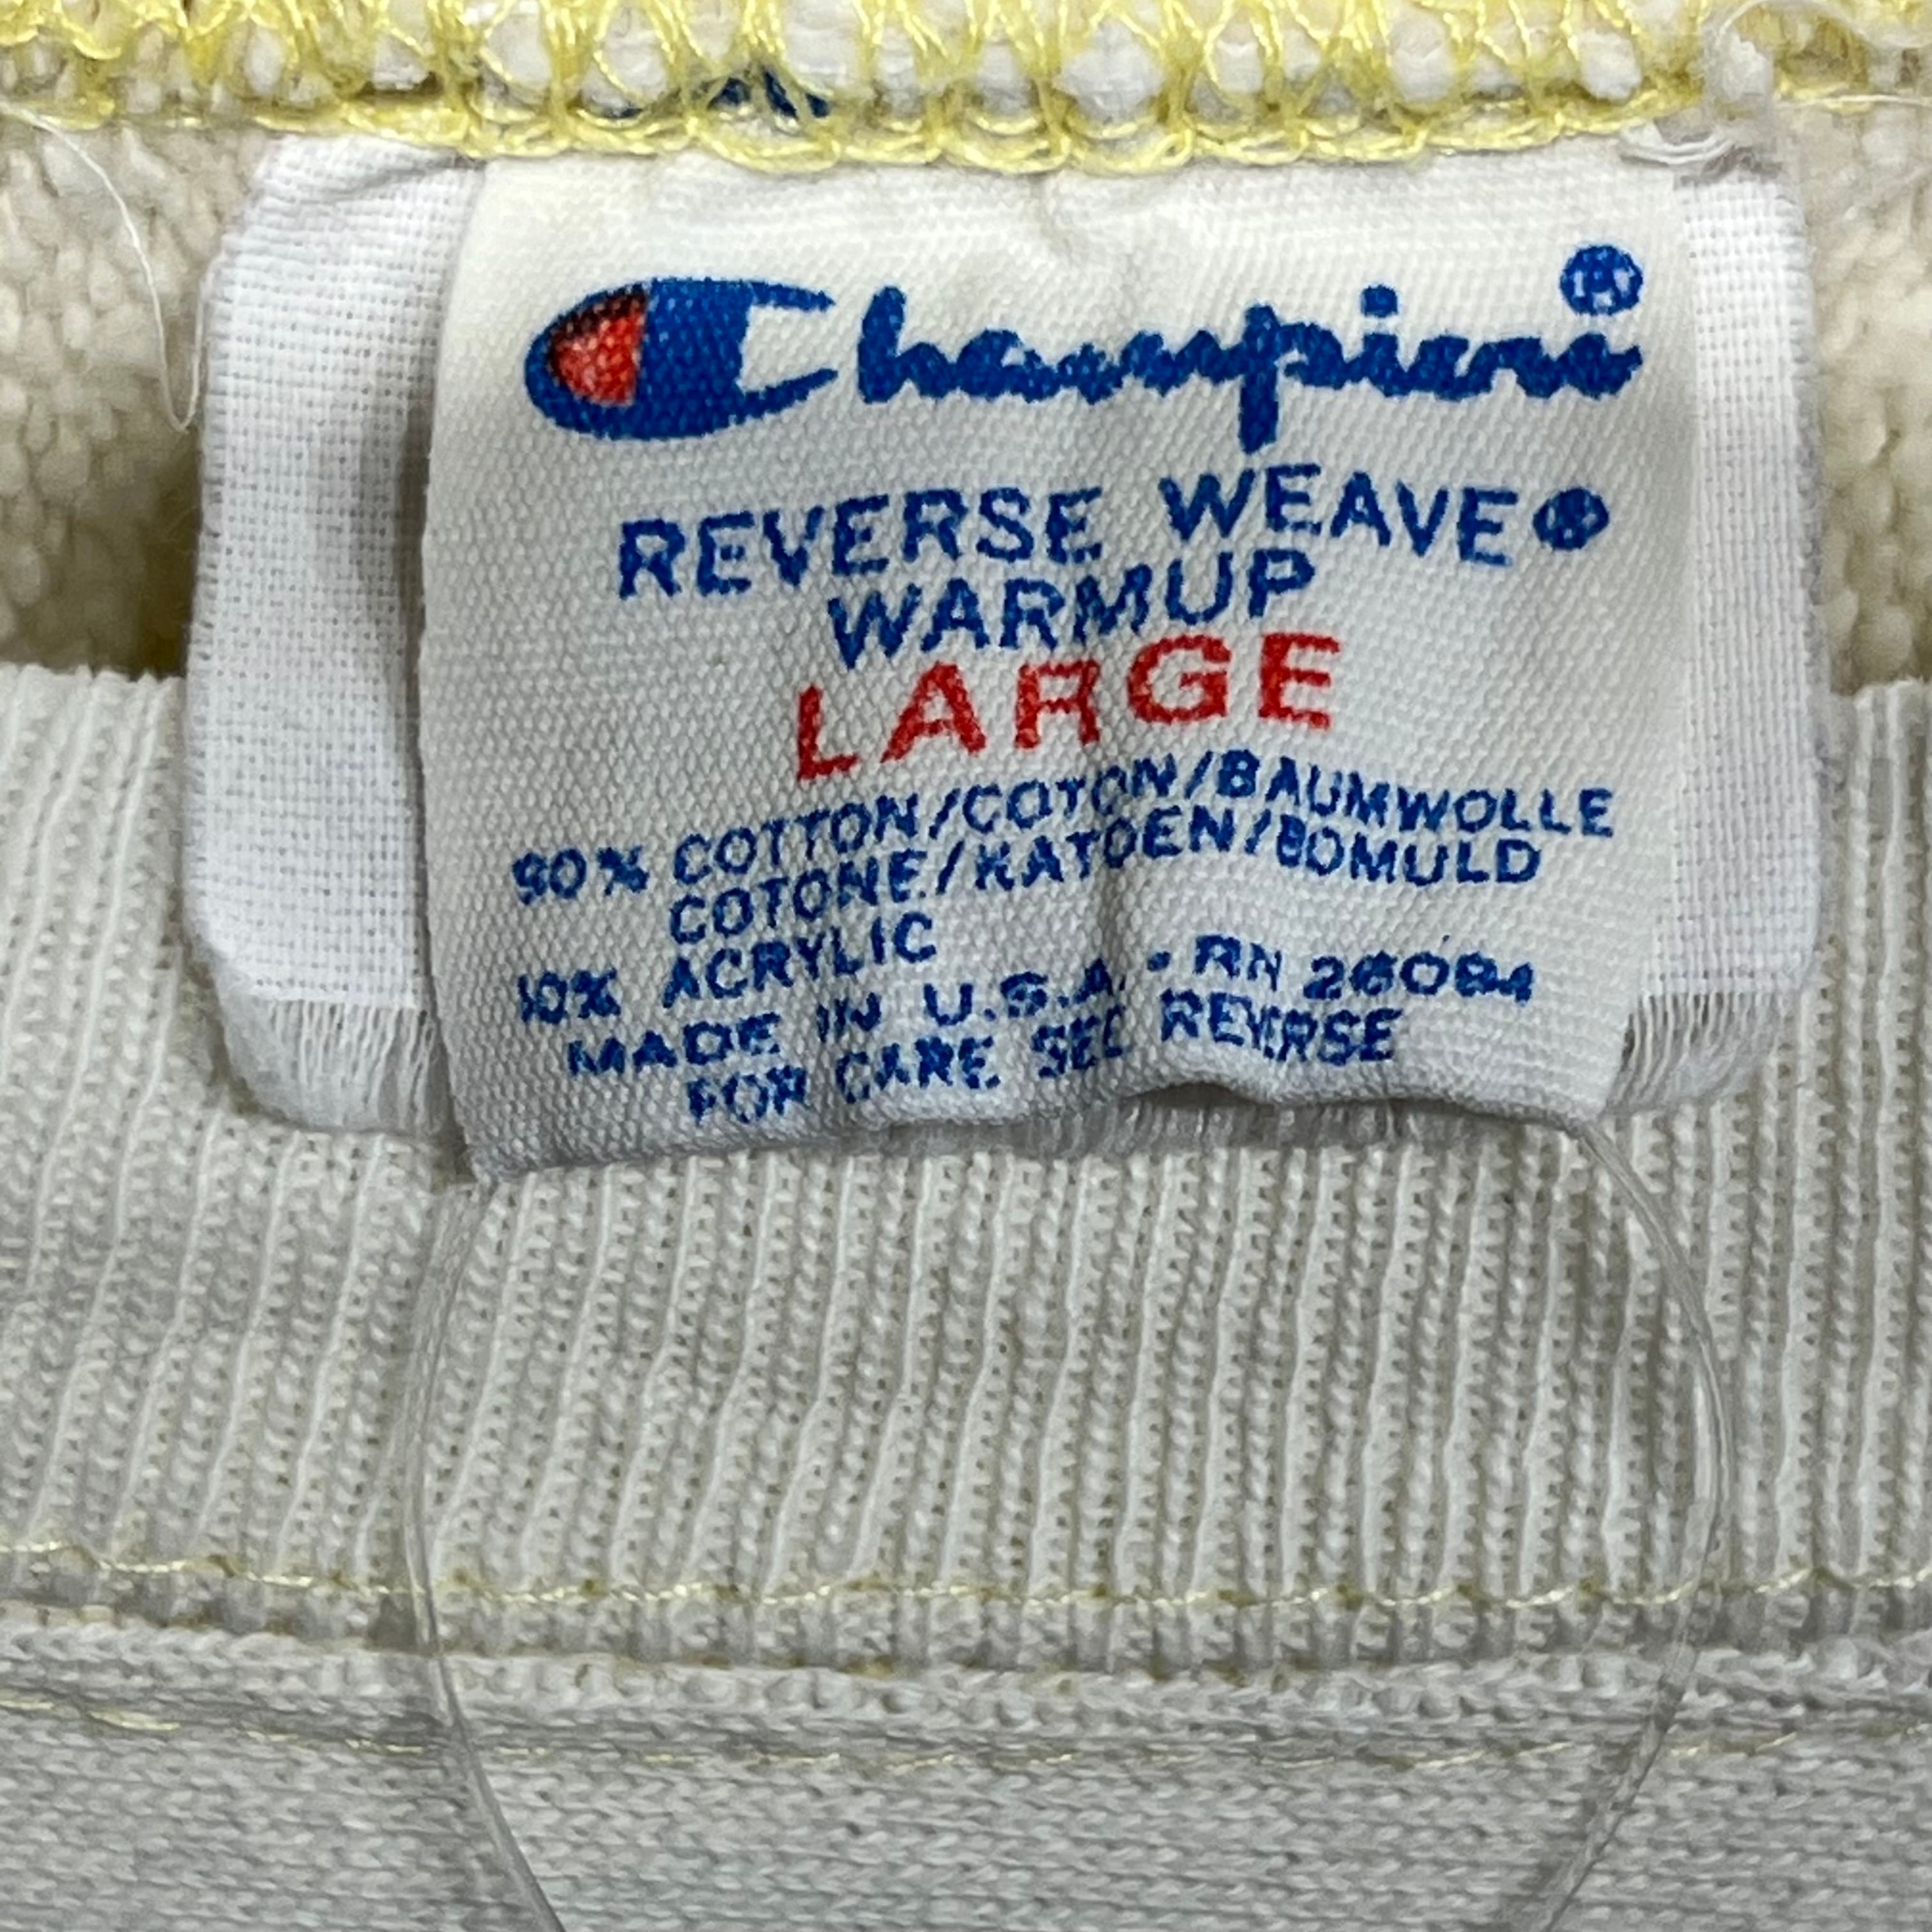 Champion®
REVERSE WEAVE®
WARMUP
LARGE
90% COTTON/COTON/BAUMWOLLE
COTONE/KATOEN/BOMULD
10% ACRYLIC
MADE IN U.S.A. • RN 26094
FOR CARE SEE REVERSE